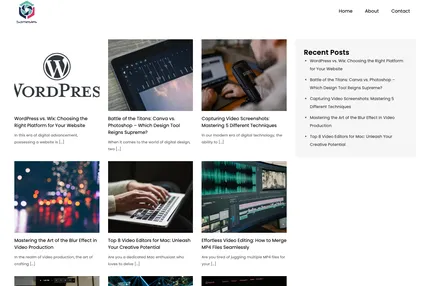 Home About Contact
WORDPRESS
WordPress vs. Wix: Choosing the
Right Platform for Your Website
In this era of digital advancement,
possessing a website is [...]
Battle of the Titans: Canva vs.
Photoshop – Which Design Tool
Reigns Supreme?
When it comes to the world of digital design,
two [...]
Capturing Video Screenshots:
Mastering 5 Different Techniques
In our modern era of digital technology, the
ability to [...]
Recent Posts
WordPress vs. Wix: Choosing the Right Platform
for Your Website
Battle of the Titans: Canva vs. Photoshop –
Which Design Tool Reigns Supreme?
Capturing Video Screenshots: Mastering 5
Different Techniques
Mastering the Art of the Blur Effect in Video
Production
Top 8 Video Editors for Mac: Unleash Your
Creative Potential
Mastering the Art of the Blur Effect
in Video Production
In the realm of video production, the art of
crafting [...]
Top 8 Video Editors for Mac: Unleash
Your Creative Potential
Are you a dedicated Mac enthusiast who
loves to delve [...]
Effortless Video Editing: How to Merge
MP4 Files Seamlessly
Are you tired of juggling multiple MP4 files for
your [...]